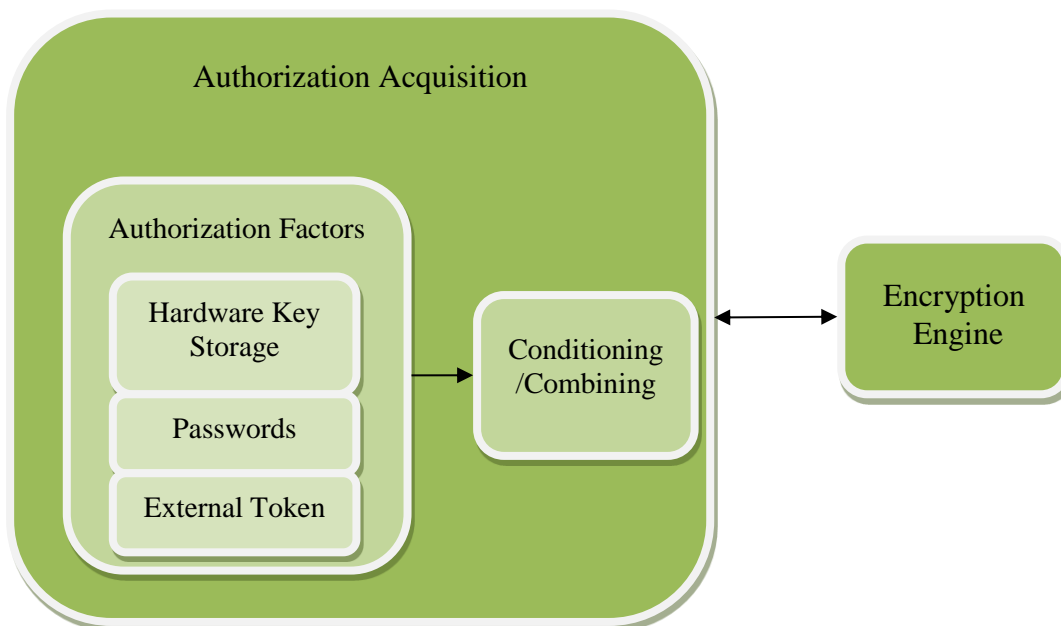 Authorization Acquisition
Authorization Factors
Hardware Key
Storage
Passwords
External Token
Conditioning
/Combining
Encryption
Engine